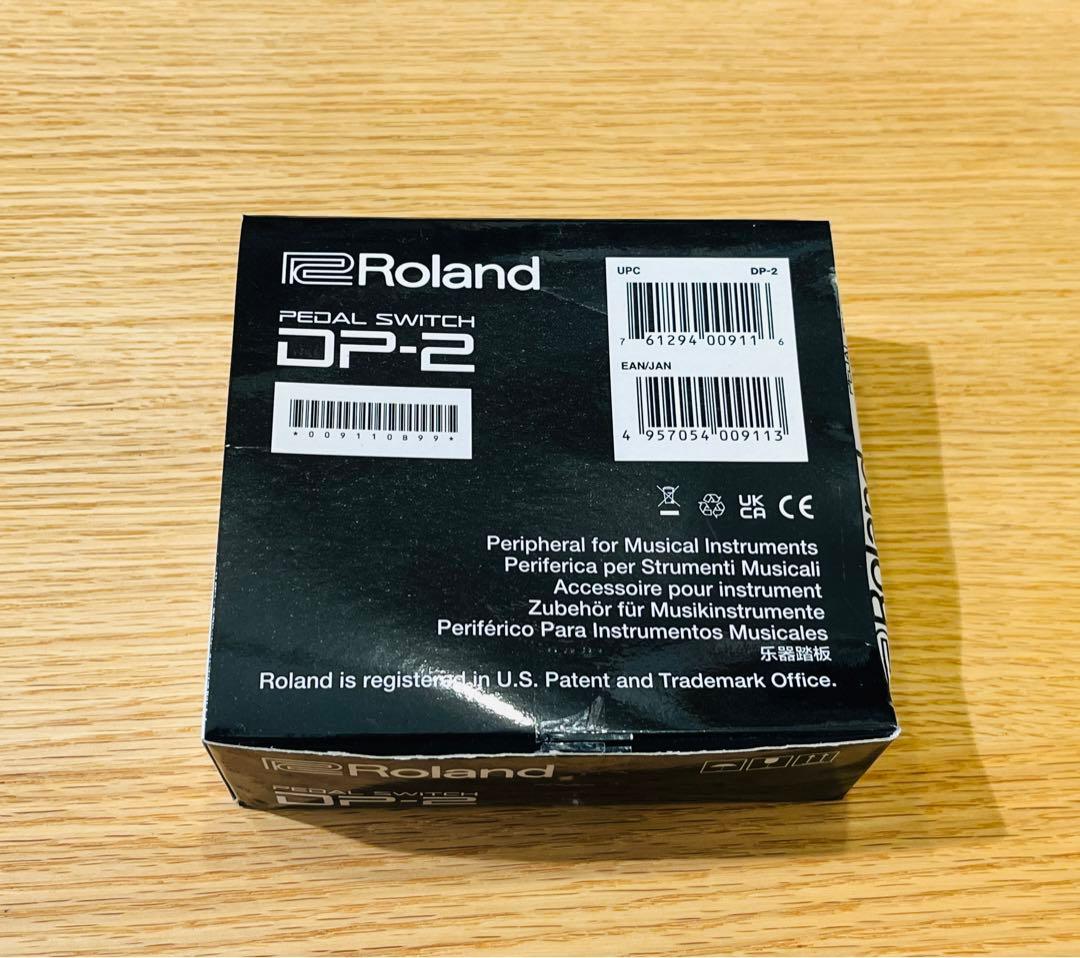 Roland
PEDAL SWITCH
DP-2
*009110899*
UPC DP-2
7 61294 00911 6
EAN/JAN
4 957054 009113
UK
CA
CE
Peripheral for Musical Instruments
Periferica per Strumenti Musicali
Accessoire pour instrument
Zubehör für Musikinstrumente
Periférico Para Instrumentos Musicales
乐器踏板
Roland is registered in U.S. Patent and Trademark Office.
Roland
PEDAL SWITCH
DP-2
Roland
PEDAL